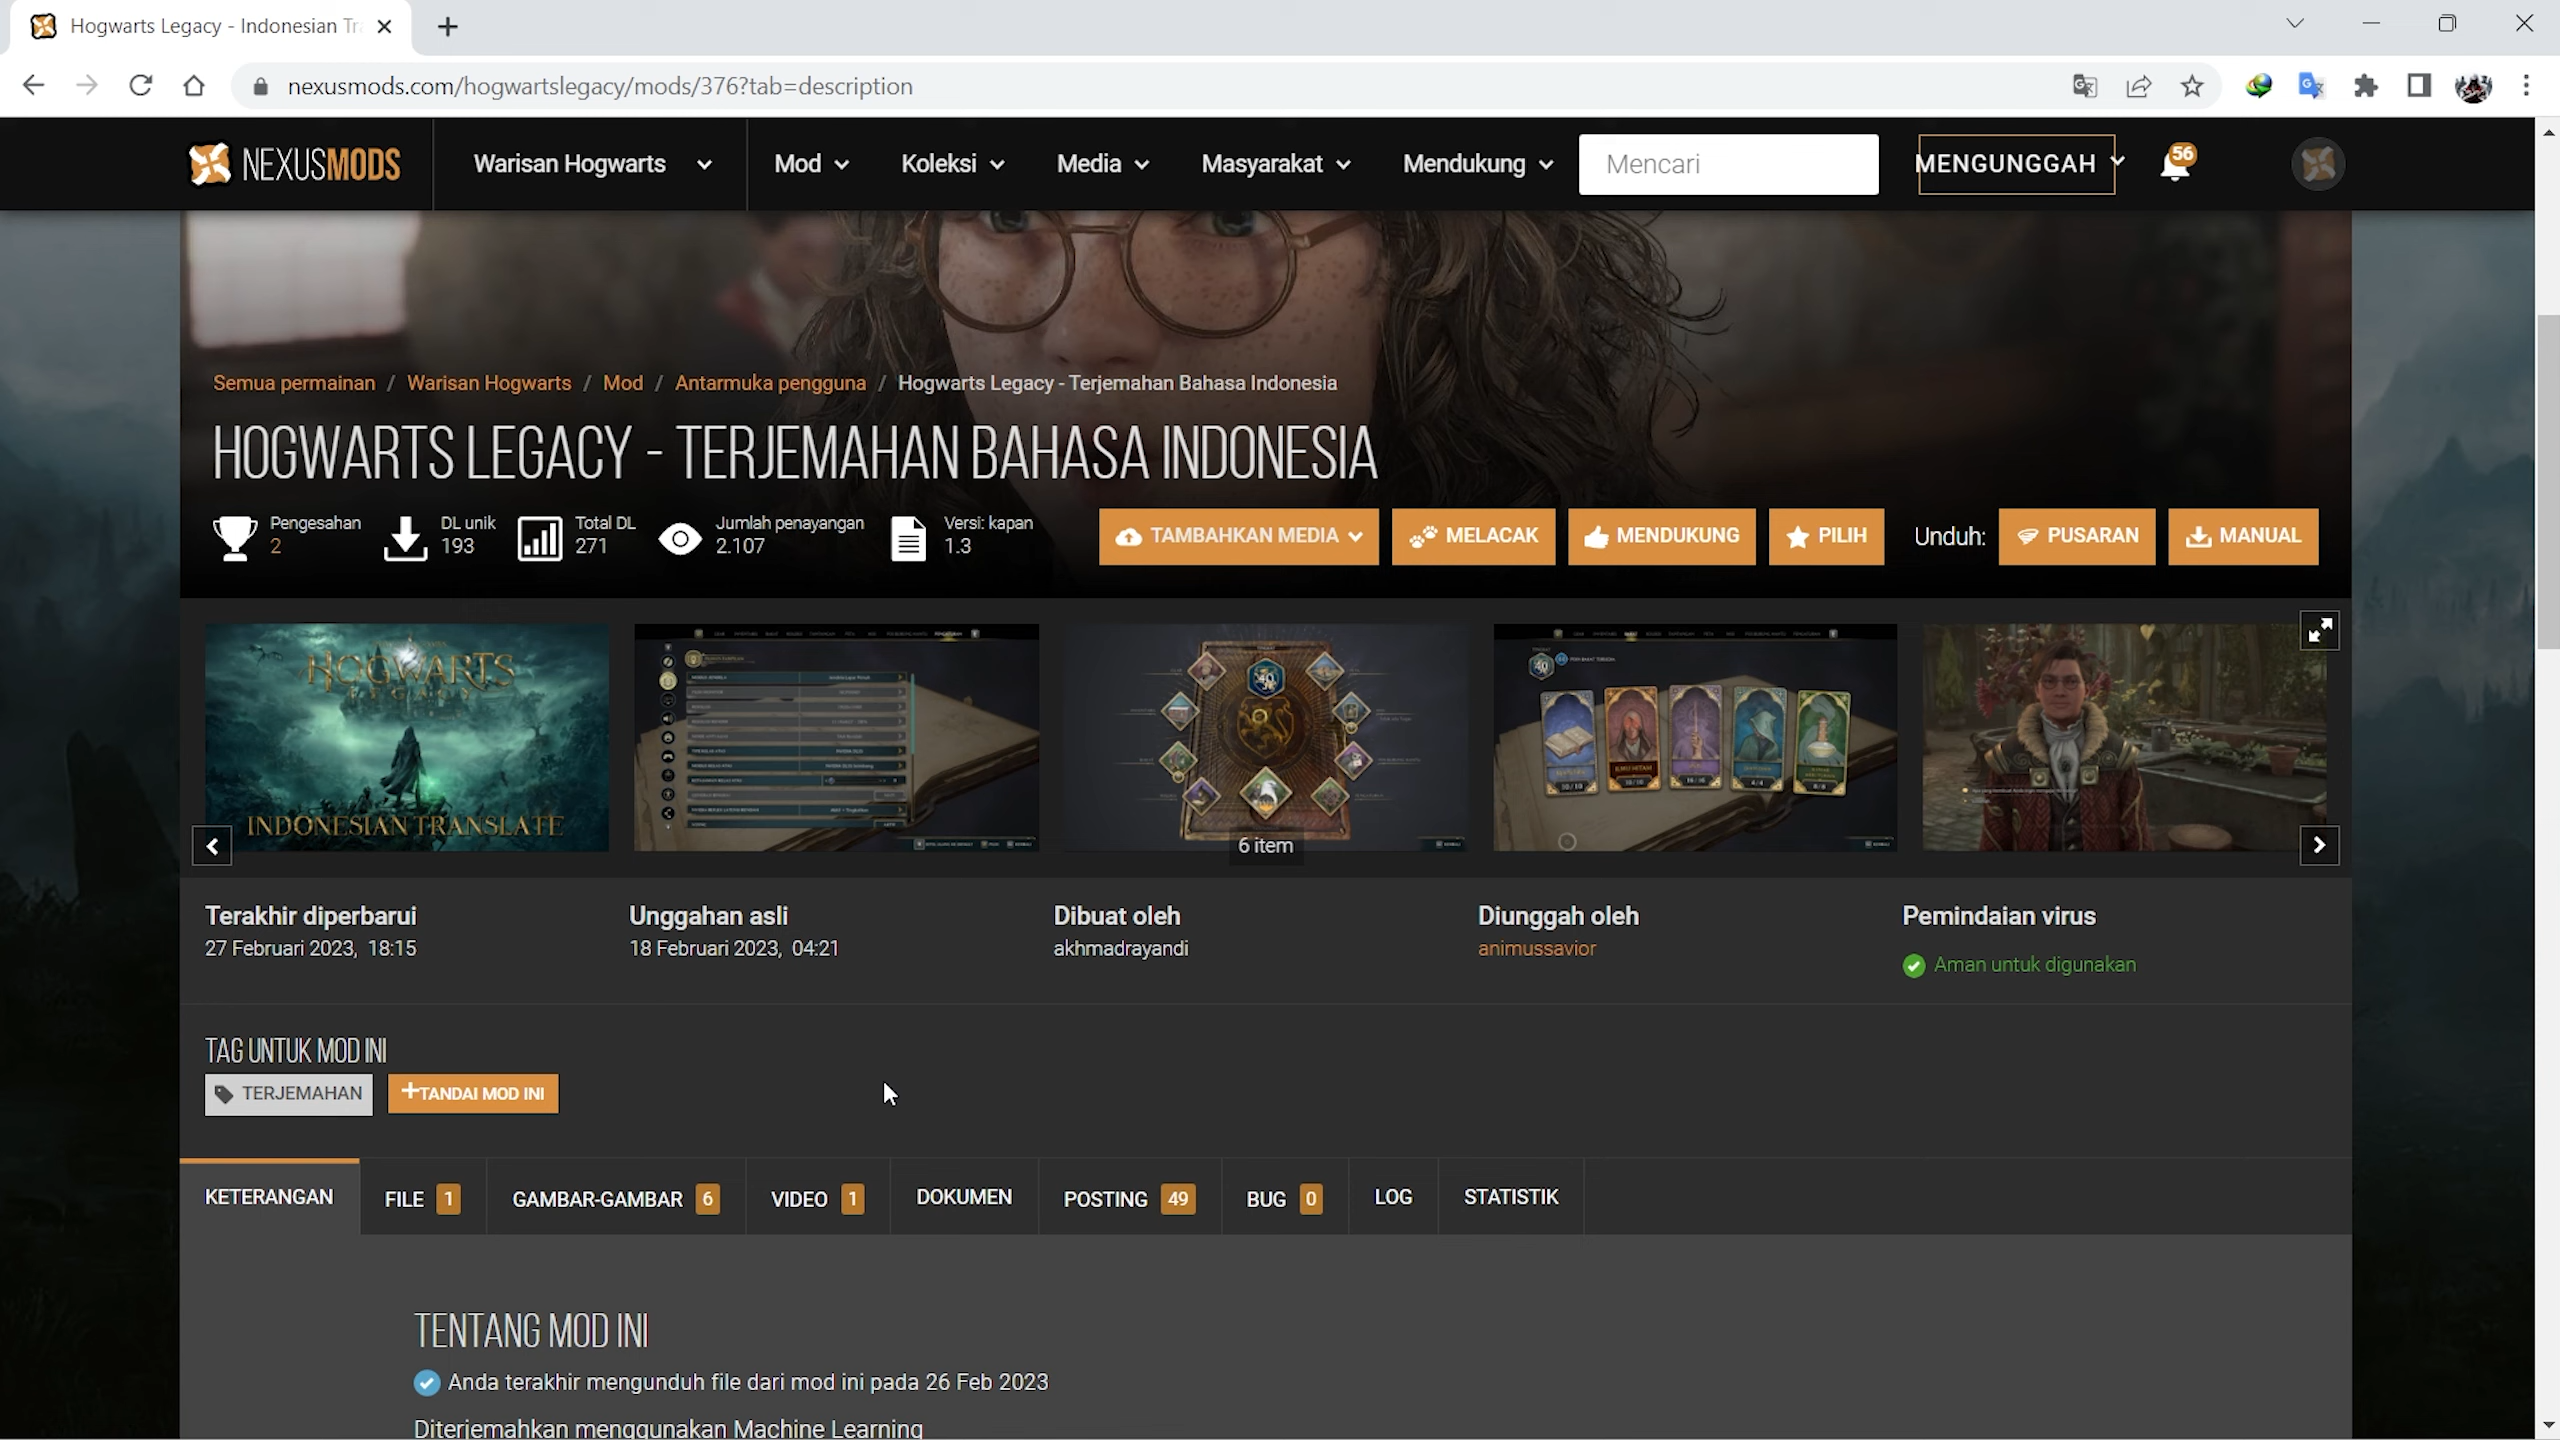 Hogwarts Legacy - Indonesian Tr
nexusmods.com/hogwartslegacy/mods/376?tab=description
NEXUSMODS
Warisan Hogwarts
Mod
Koleksi
Media
Masyarakat
Mendukung
Mencari
MENGUNGGAH
56
Semua permainan / Warisan Hogwarts / Mod / Antarmuka pengguna / Hogwarts Legacy - Terjemahan Bahasa Indonesia
HOGWARTS LEGACY - TERJEMAHAN BAHASA INDONESIA
Pengesahan
2
DL unik
193
Total DL
271
Jumlah penayangan
2.107
Versi: kapan
1.3
TAMBAHKAN MEDIA
MELACAK
MENDUKUNG
PILIH
Unduh:
PUSARAN
MANUAL
HOGWARTS
LEGACY
INDONESIAN TRANSLATE
6 item
Terakhir diperbarui
27 Februari 2023, 18:15
Unggahan asli
18 Februari 2023, 04:21
Dibuat oleh
akhmadrayandi
Diunggah oleh
animussavior
Pemindaian virus
Aman untuk digunakan
TAG UNTUK MOD INI
TERJEMAHAN
+TANDAI MOD INI
KETERANGAN
FILE 1
GAMBAR-GAMBAR 6
VIDEO 1
DOKUMEN
POSTING 49
BUG 0
LOG
STATISTIK
TENTANG MOD INI
Anda terakhir mengunduh file dari mod ini pada 26 Feb 2023
Diterjemahkan menggunakan Machine Learning